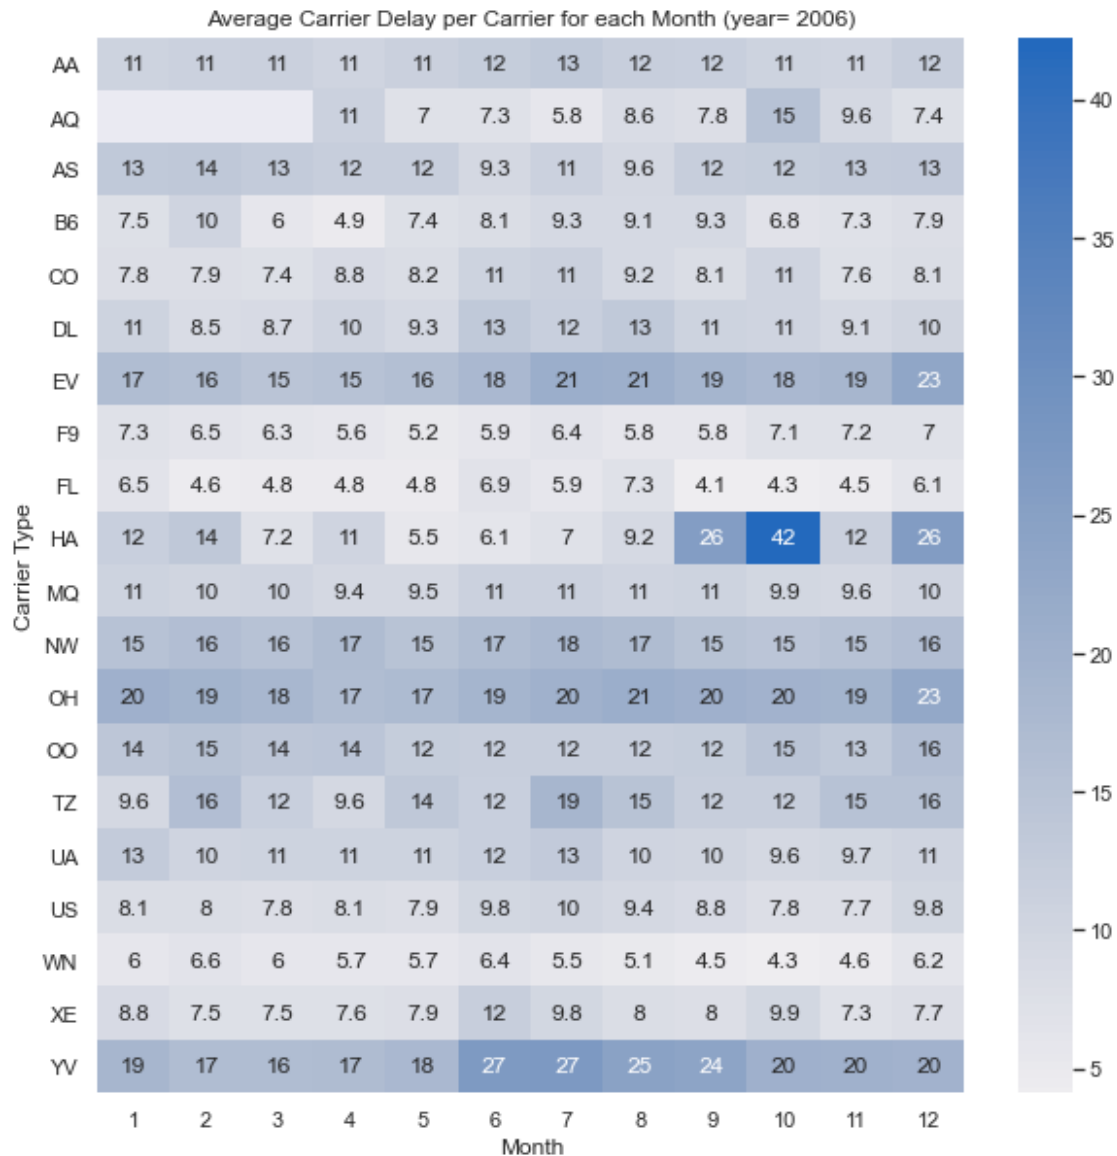 Average Carrier Delay per Carrier for each Month (year= 2006)
AA 11 11 11 11 11 12 13 12 12 11 11 12
AQ 11 7 7.3 5.8 8.6 7.8 15 9.6 7.4
AS 13 14 13 12 12 9.3 11 9.6 12 12 13 13
B6 7.5 10 6 4.9 7.4 8.1 9.3 9.1 9.3 6.8 7.3 7.9
CO 7.8 7.9 7.4 8.8 8.2 11 11 9.2 8.1 11 7.6 8.1
DL 11 8.5 8.7 10 9.3 13 12 13 11 11 9.1 10
EV 17 16 15 15 16 18 21 21 19 18 19 23
F9 7.3 6.5 6.3 5.6 5.2 5.9 6.4 5.8 5.8 7.1 7.2 7
FL 6.5 4.6 4.8 4.8 4.8 6.9 5.9 7.3 4.1 4.3 4.5 6.1
HA 12 14 7.2 11 5.5 6.1 7 9.2 26 42 12 26
MQ 11 10 10 9.4 9.5 11 11 11 11 9.9 9.6 10
NW 15 16 16 17 15 17 18 17 15 15 15 16
OH 20 19 18 17 17 19 20 21 20 20 19 23
OO 14 15 14 14 12 12 12 12 12 15 13 16
TZ 9.6 16 12 9.6 14 12 19 15 12 12 15 16
UA 13 10 11 11 11 12 13 10 10 9.6 9.7 11
US 8.1 8 7.8 8.1 7.9 9.8 10 9.4 8.8 7.8 7.7 9.8
WN 6 6.6 6 5.7 5.7 6.4 5.5 5.1 4.5 4.3 4.6 6.2
XE 8.8 7.5 7.5 7.6 7.9 12 9.8 8 8 9.9 7.3 7.7
YV 19 17 16 17 18 27 27 25 24 20 20 20
1 2 3 4 5 6 7 8 9 10 11 12
Month
Carrier Type
40
35
30
25
20
15
10
5